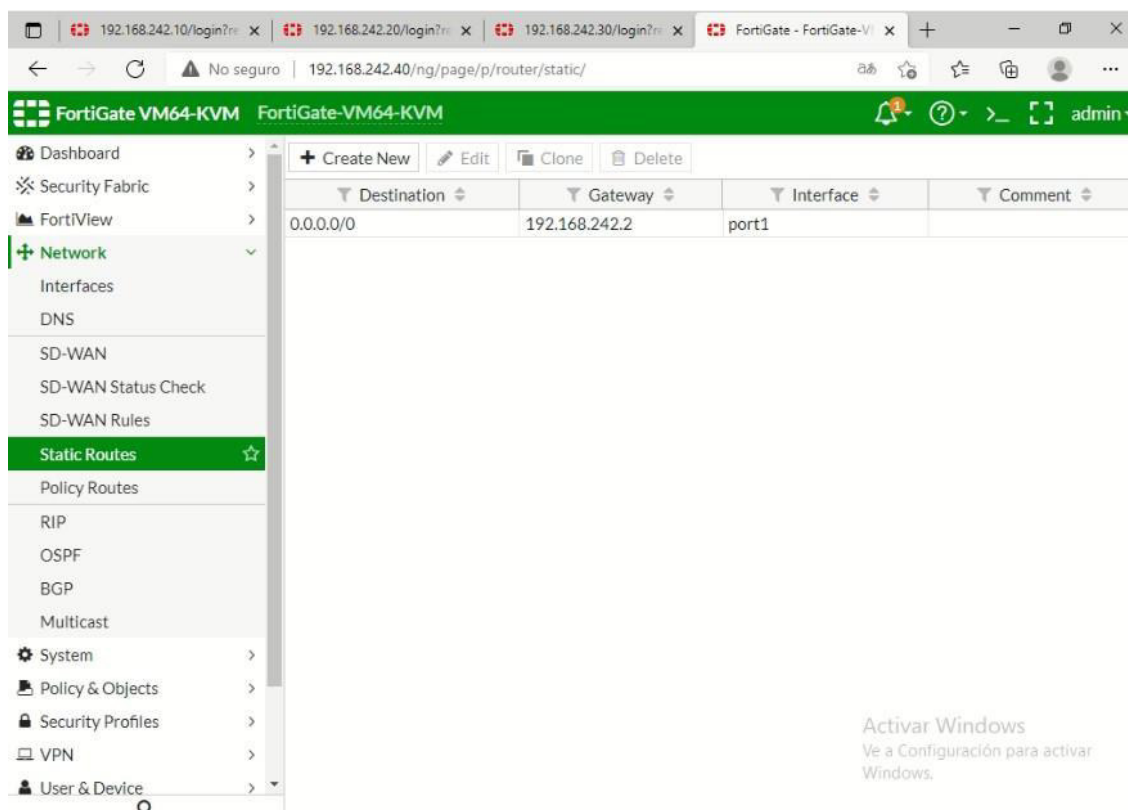 192.168.242.10/login?re
192.168.242.20/login?re
192.168.242.30/login?re
FortiGate - FortiGate-V
No seguro | 192.168.242.40/ng/page/p/router/static/
FortiGate VM64-KVM FortiGate-VM64-KVM
1
admin
Dashboard
Security Fabric
FortiView
Network
Interfaces
DNS
SD-WAN
SD-WAN Status Check
SD-WAN Rules
Static Routes
Policy Routes
RIP
OSPF
BGP
Multicast
System
Policy & Objects
Security Profiles
VPN
User & Device
+ Create New Edit Clone Delete
Destination Gateway Interface Comment
0.0.0.0/0 192.168.242.2 port1
Activar Windows
Ve a Configuración para activar
Windows.